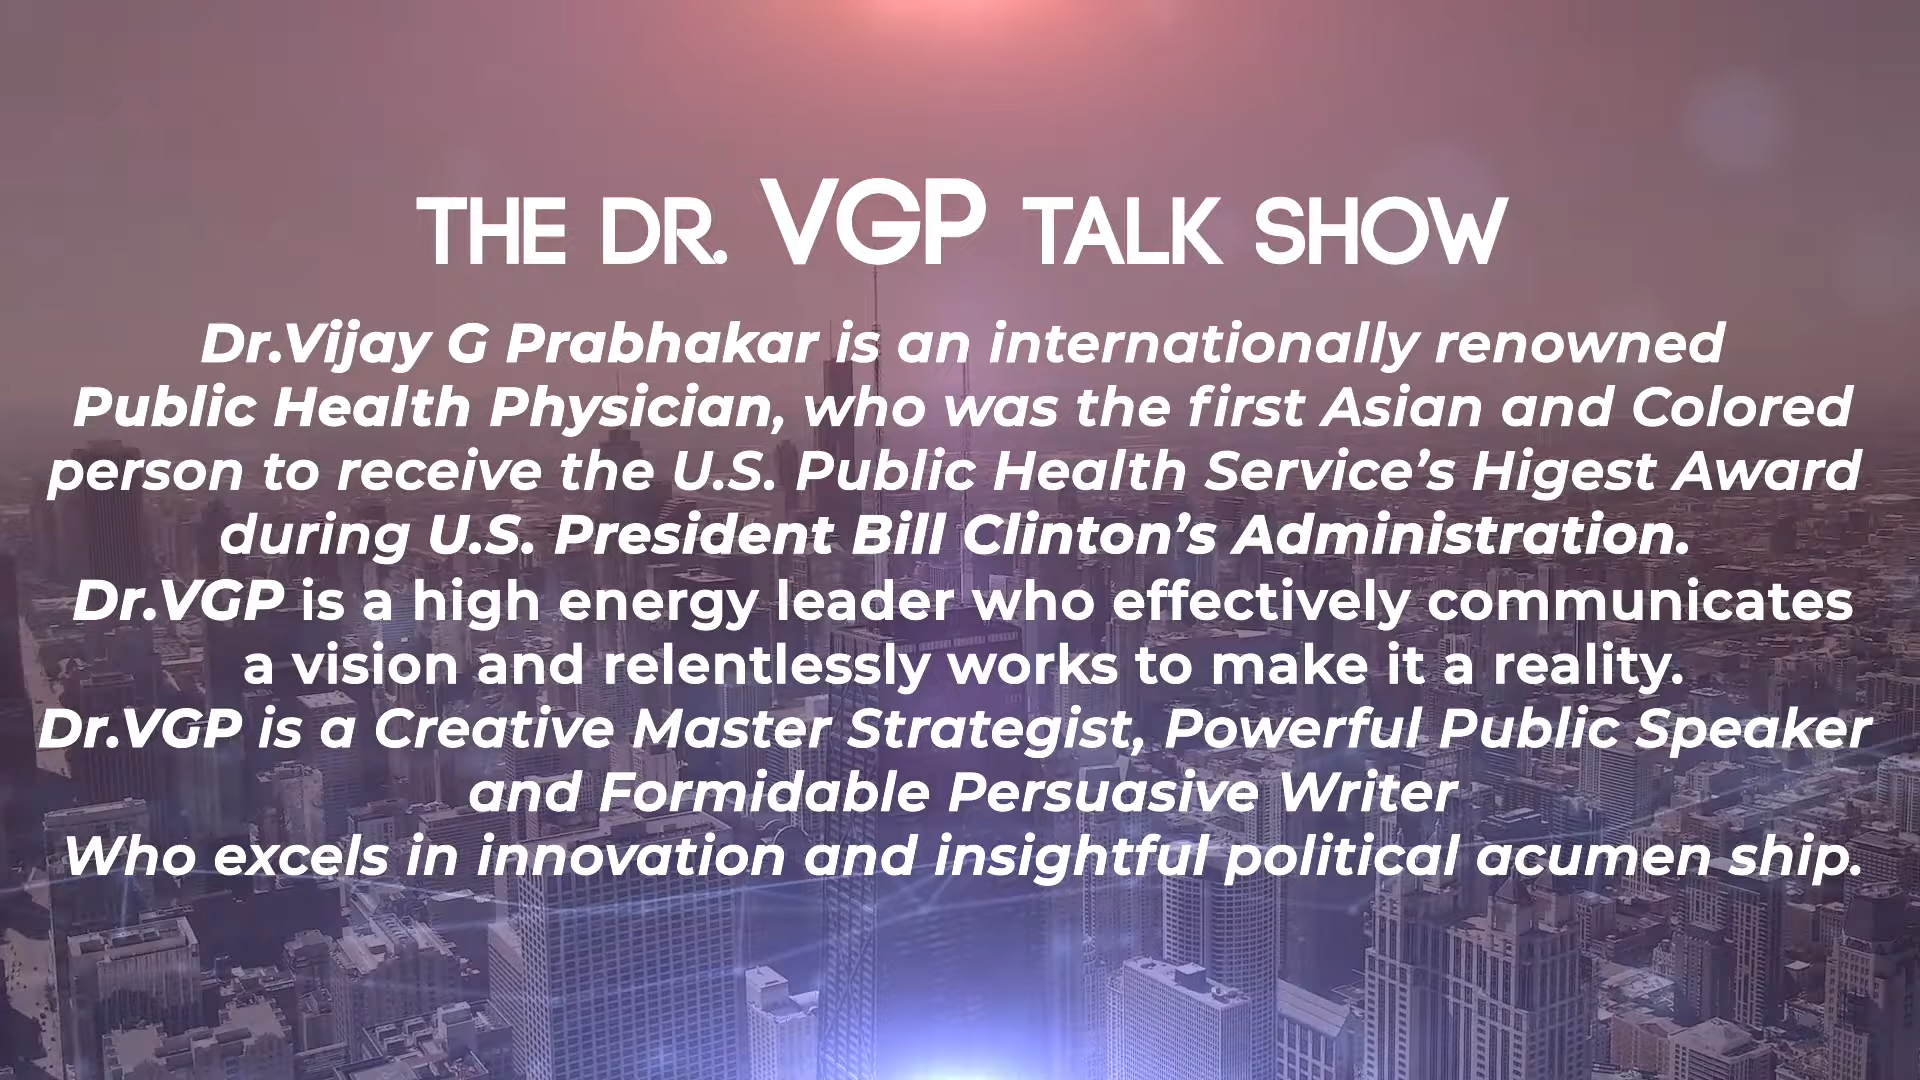 THE DR. VGP TALK SHOW
Dr.Vijay G Prabhakar is an internationally renowned
Public Health Physician, who was the first Asian and Colored
person to receive the U.S. Public Health Service’s Higest Award
during U.S. President Bill Clinton’s Administration.
Dr.VGP is a high energy leader who effectively communicates
a vision and relentlessly works to make it a reality.
Dr.VGP is a Creative Master Strategist, Powerful Public Speaker
and Formidable Persuasive Writer
Who excels in innovation and insightful political acumen ship.